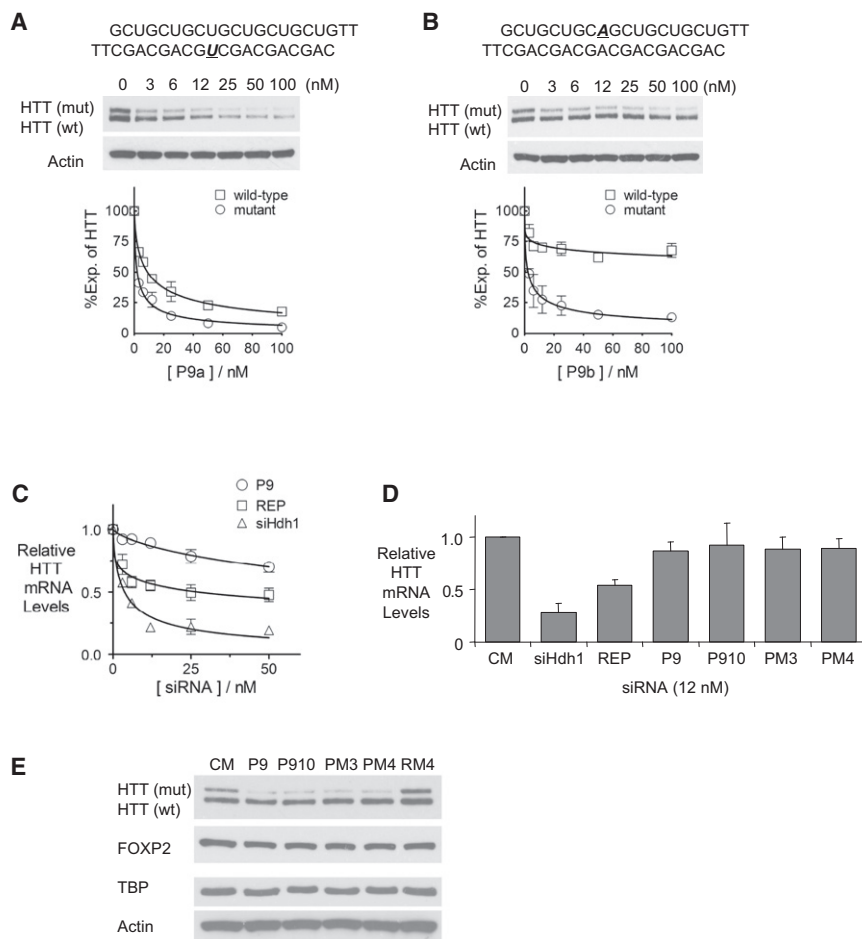 A
GCUGCUGCUGCUGCUGCUGTT
TTCGACGACGUCGACGACGAC
0 3 6 12 25 50 100 (nM)
HTT (mut)
HTT (wt)
Actin
□ wild-type
○ mutant
%Exp. of HTT
100
75
50
25
0
0 20 40 60 80 100
[ P9a ] / nM
B
GCUGCUGCAGCUGCUGCUGTT
TTCGACGACGACGACGACGAC
0 3 6 12 25 50 100 (nM)
HTT (mut)
HTT (wt)
Actin
□ wild-type
○ mutant
%Exp. of HTT
100
75
50
25
0
0 20 40 60 80 100
[ P9b ] / nM
C
○ P9
□ REP
△ siHdh1
Relative
HTT
mRNA
Levels
1.0
0.5
0.0
0 25 50
[ siRNA ] / nM
D
Relative
HTT
mRNA
Levels
1.0
0.5
0
CM siHdh1 REP P9 P910 PM3 PM4
siRNA (12 nM)
E
CM P9 P910 PM3 PM4 RM4
HTT (mut)
HTT (wt)
FOXP2
TBP
Actin